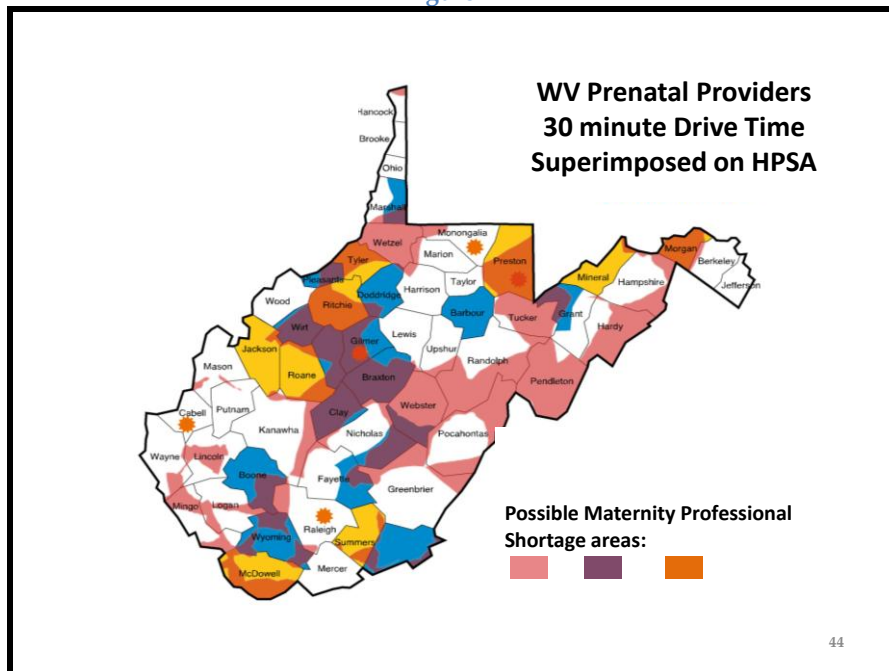 WV Prenatal Providers
30 minute Drive Time
Superimposed on HPSA
Hancock
Brooke
Ohio
Marshall
Wetzel
Monongalia
Marion
Preston
Morgan
Berkeley
Jefferson
Mineral
Hampshire
Tyler
Pleasants
Doddridge
Harrison
Taylor
Wood
Ritchie
Barbour
Tucker
Grant
Hardy
Wirt
Gilmer
Lewis
Upshur
Randolph
Jackson
Roane
Braxton
Pendleton
Mason
Webster
Clay
Cabell
Putnam
Kanawha
Nicholas
Pocahontas
Wayne
Lincoln
Boone
Fayette
Greenbrier
Mingo
Logan
Raleigh
Wyoming
Summers
McDowell
Mercer
Possible Maternity Professional
Shortage areas:
44